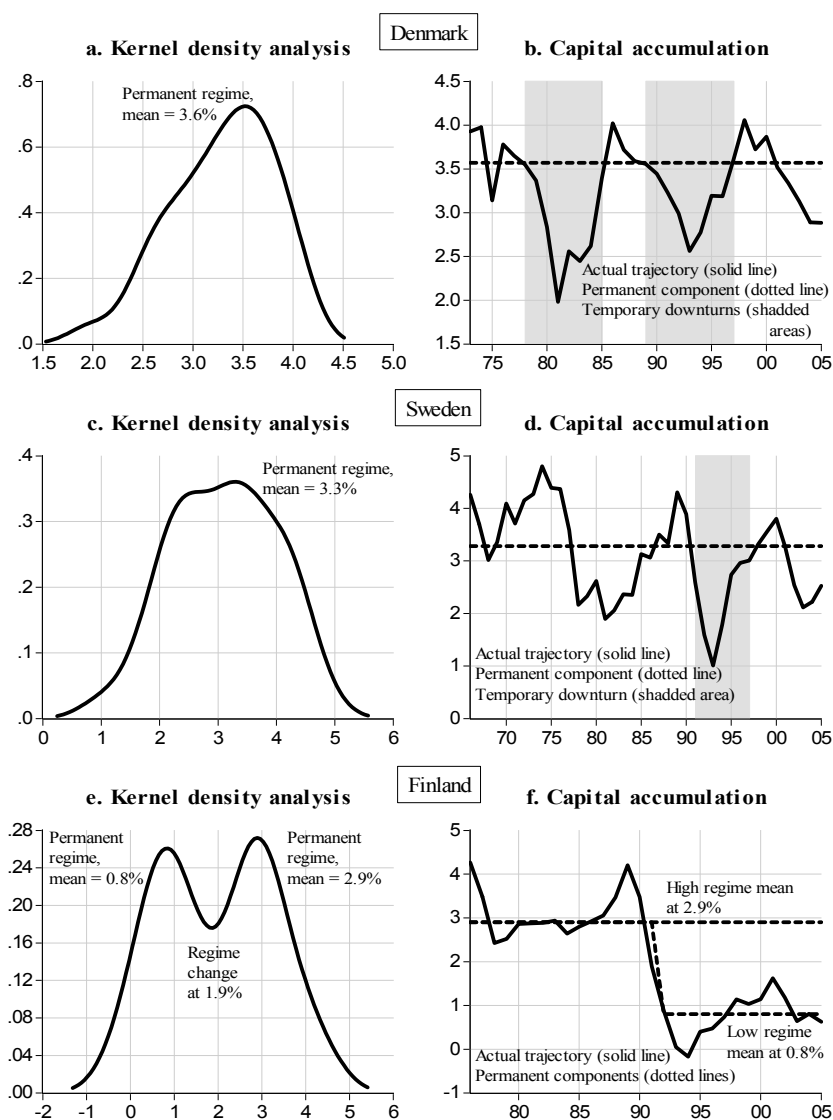 Denmark
a. Kernel density analysis
b. Capital accumulation
Permanent regime,
mean = 3.6%
.8
.6
.4
.2
.0
1.5 2.0 2.5 3.0 3.5 4.0 4.5 5.0
4.5
4.0
3.5
3.0
2.5
2.0
1.5
Actual trajectory (solid line)
Permanent component (dotted line)
Temporary downturns (shadded
areas)
75 80 85 90 95 00 05
Sweden
c. Kernel density analysis
d. Capital accumulation
Permanent regime,
mean = 3.3%
.4
.3
.2
.1
.0
0 1 2 3 4 5 6
5
4
3
2
1
0
Actual trajectory (solid line)
Permanent component (dotted line)
Temporary downturn (shadded area)
70 75 80 85 90 95 00 05
Finland
e. Kernel density analysis
f. Capital accumulation
.28
.24
.20
.16
.12
.08
.04
.00
Permanent
regime,
mean = 0.8%
Permanent
regime,
mean = 2.9%
Regime
change
at 1.9%
-2 -1 0 1 2 3 4 5 6
5
4
3
2
1
0
-1
High regime mean
at 2.9%
Low regime
mean at 0.8%
Actual trajectory (solid line)
Permanent components (dotted lines)
80 85 90 95 00 05